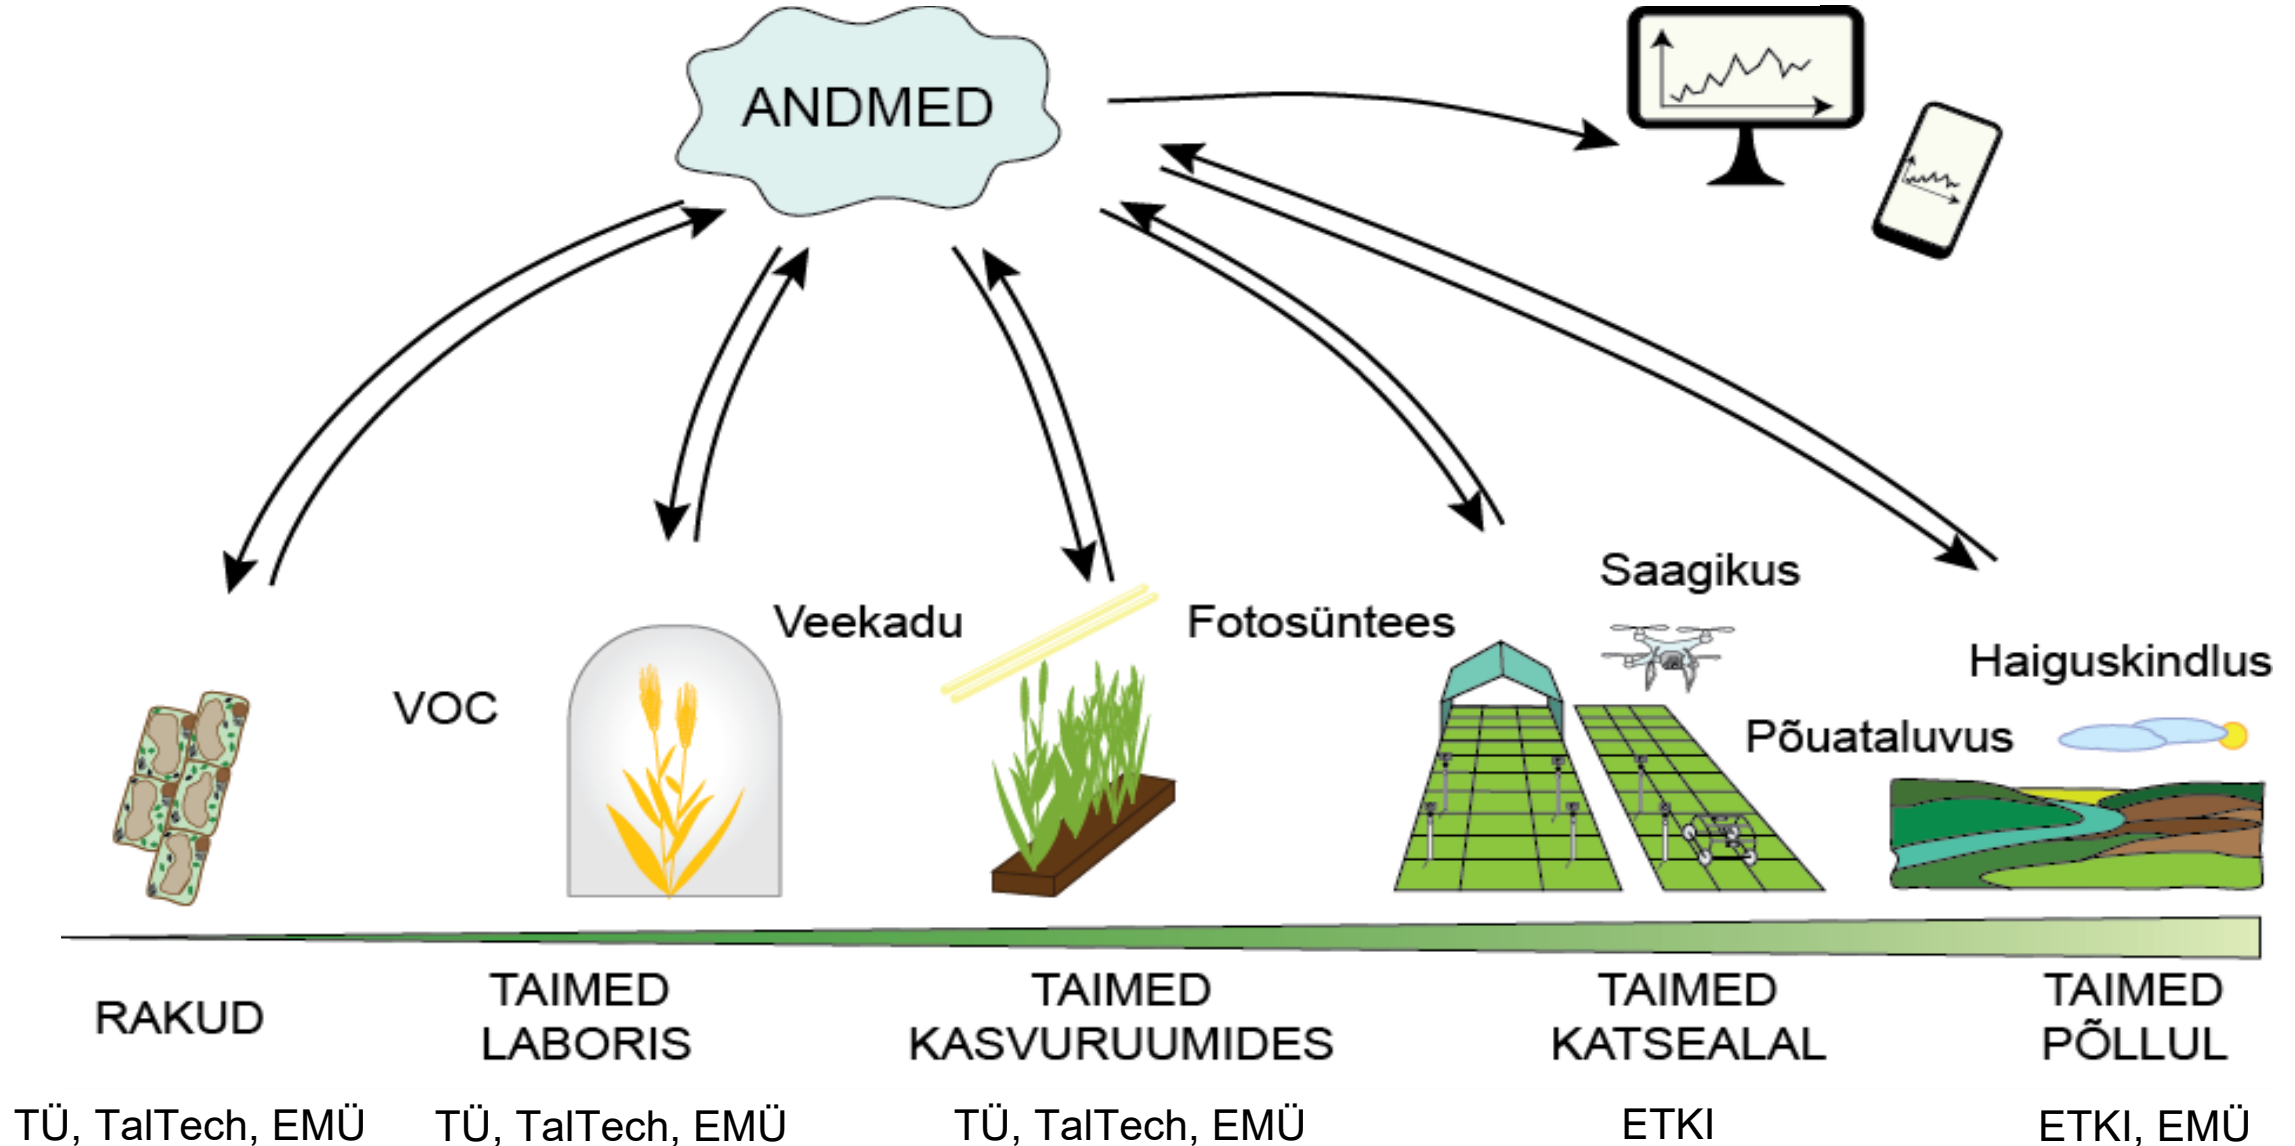 ANDMED
Saagikus
Veekadu
Fotosüntees
Haiguskindlus
VOC
Põuataluvus
RAKUD
TAIMED
LABORIS
TAIMED
KASVURUUMIDES
TAIMED
KATSEALAL
TAIMED
PÕLLUL
TÜ, TalTech, EMÜ
TÜ, TalTech, EMÜ
TÜ, TalTech, EMÜ
ETKI
ETKI, EMÜ